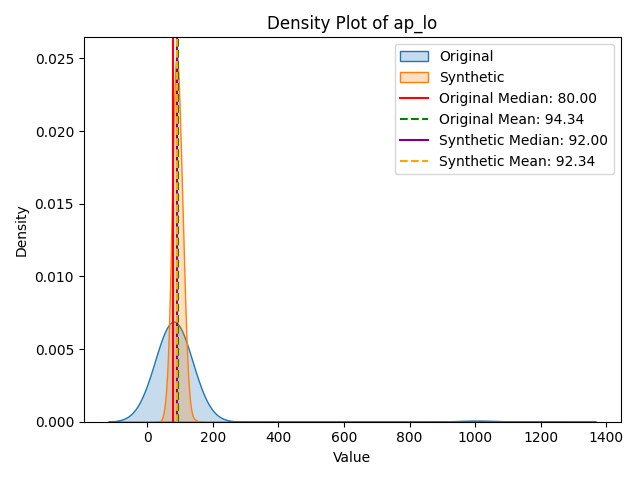 Density Plot of ap_lo
Original
Synthetic
Original Median: 80.00
Original Mean: 94.34
Synthetic Median: 92.00
Synthetic Mean: 92.34
Density
0.025
0.020
0.015
0.010
0.005
0.000
0 200 400 600 800 1000 1200 1400
Value